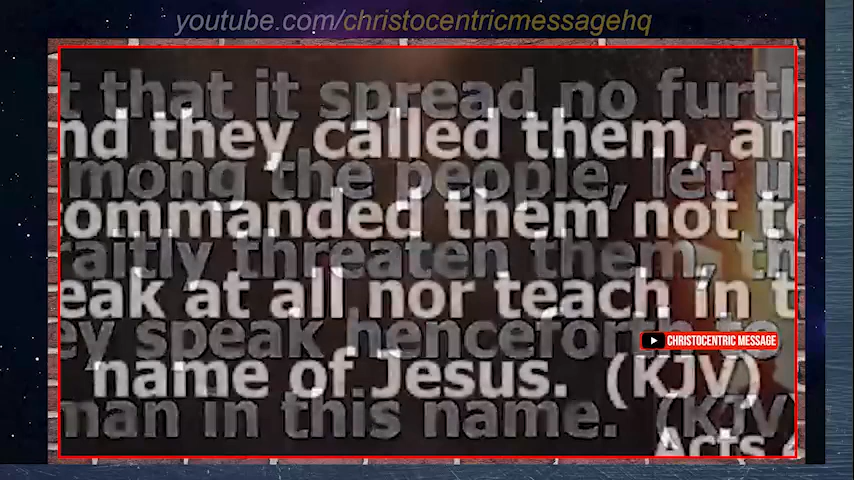 youtube.com/christocentricmessagehq
t that it spread no furth
nd they called them, an
mong the people, let u
ommanded them not to
raitly threaten them, th
eak at all nor teach in t
ey speak henceforth to
CHRISTOCENTRIC MESSAGE
name of Jesus. (KJV)
man in this name. (KJV)
Acts